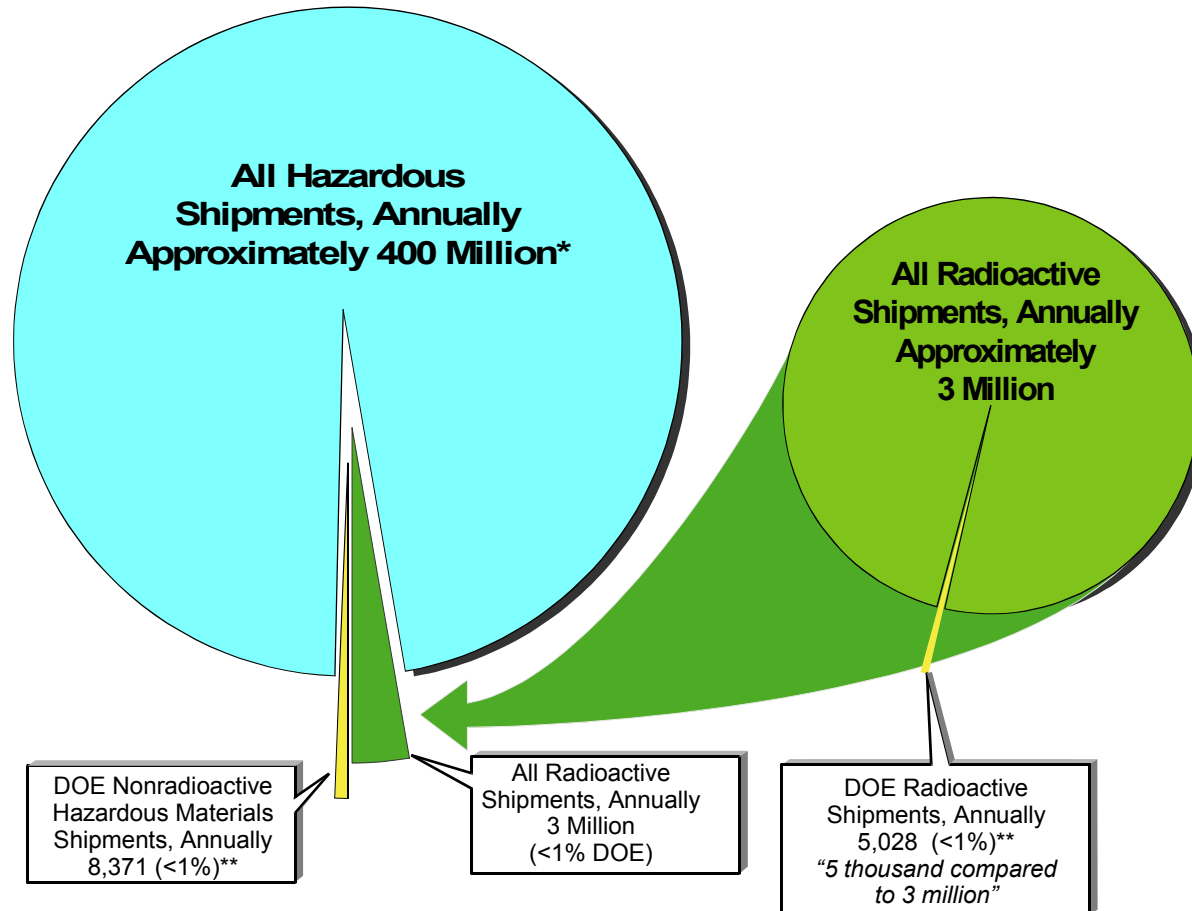 All Hazardous
Shipments, Annually
Approximately 400 Million*
All Radioactive
Shipments, Annually
Approximately
3 Million
DOE Nonradioactive
Hazardous Materials
Shipments, Annually
8,371 (<1%)**
All Radioactive
Shipments, Annually
3 Million
(<1% DOE)
DOE Radioactive
Shipments, Annually
5,028 (<1%)**
“5 thousand compared
to 3 million”